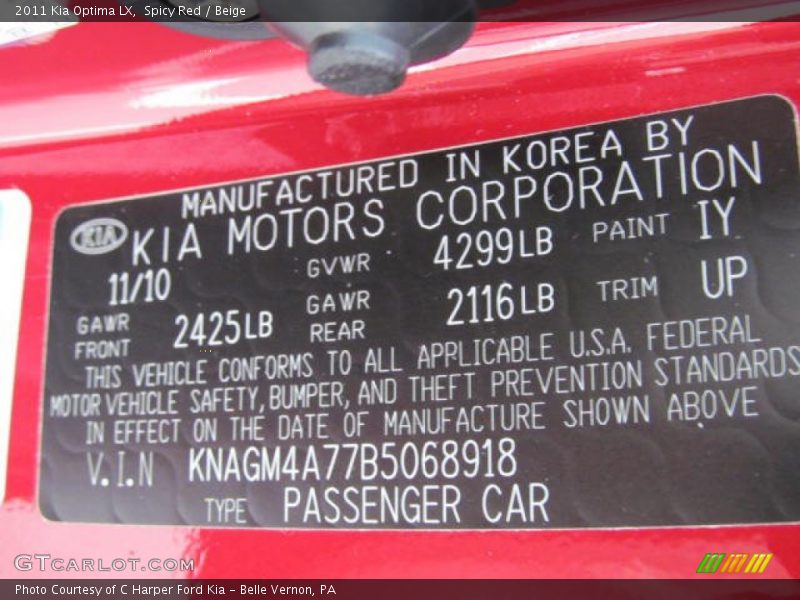 2011 Kia Optima LX, Spicy Red / Beige
MANUFACTURED IN KOREA BY
KIA KIA MOTORS CORPORATION
11/10 GVWR 4299LB PAINT IY
GAWR FRONT 2425LB GAWR REAR 2116LB TRIM UP
THIS VEHICLE CONFORMS TO ALL APPLICABLE U.S.A. FEDERAL
MOTOR VEHICLE SAFETY, BUMPER, AND THEFT PREVENTION STANDARDS
IN EFFECT ON THE DATE OF MANUFACTURE SHOWN ABOVE
V.I.N KNAGM4A77B5068918
TYPE PASSENGER CAR
GTCarLot.com
Photo Courtesy of C Harper Ford Kia - Belle Vernon, PA